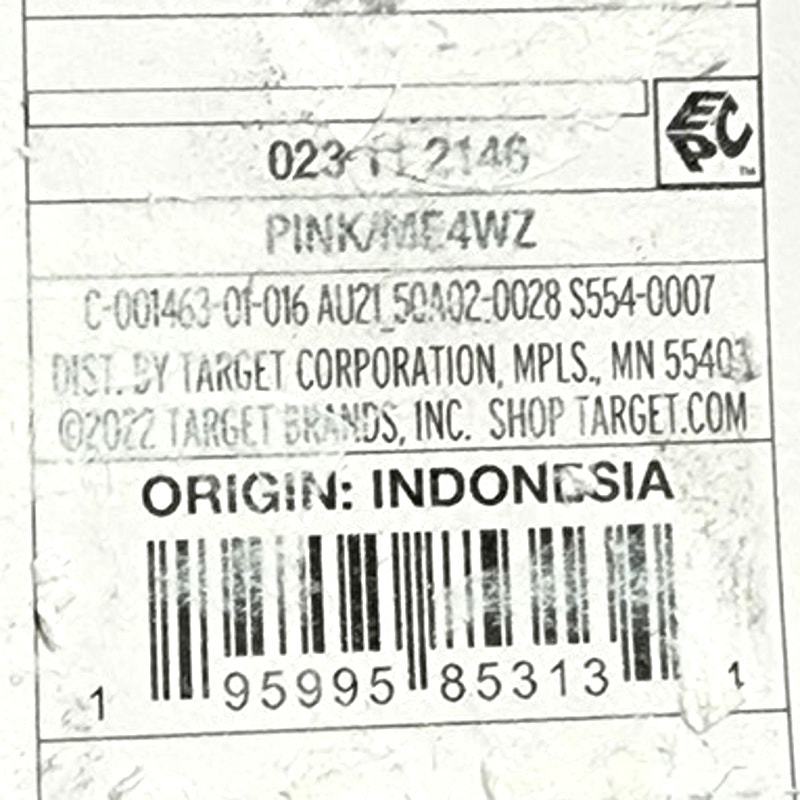 EPC
™
023 11 2146
PINK/ME4WZ
C-001463-01-016 AU21_50A02-0028 S554-0007
DIST. BY TARGET CORPORATION, MPLS., MN 55403
©2022 TARGET BRANDS, INC. SHOP TARGET.COM
ORIGIN: INDONESIA
1 95995 85313 1